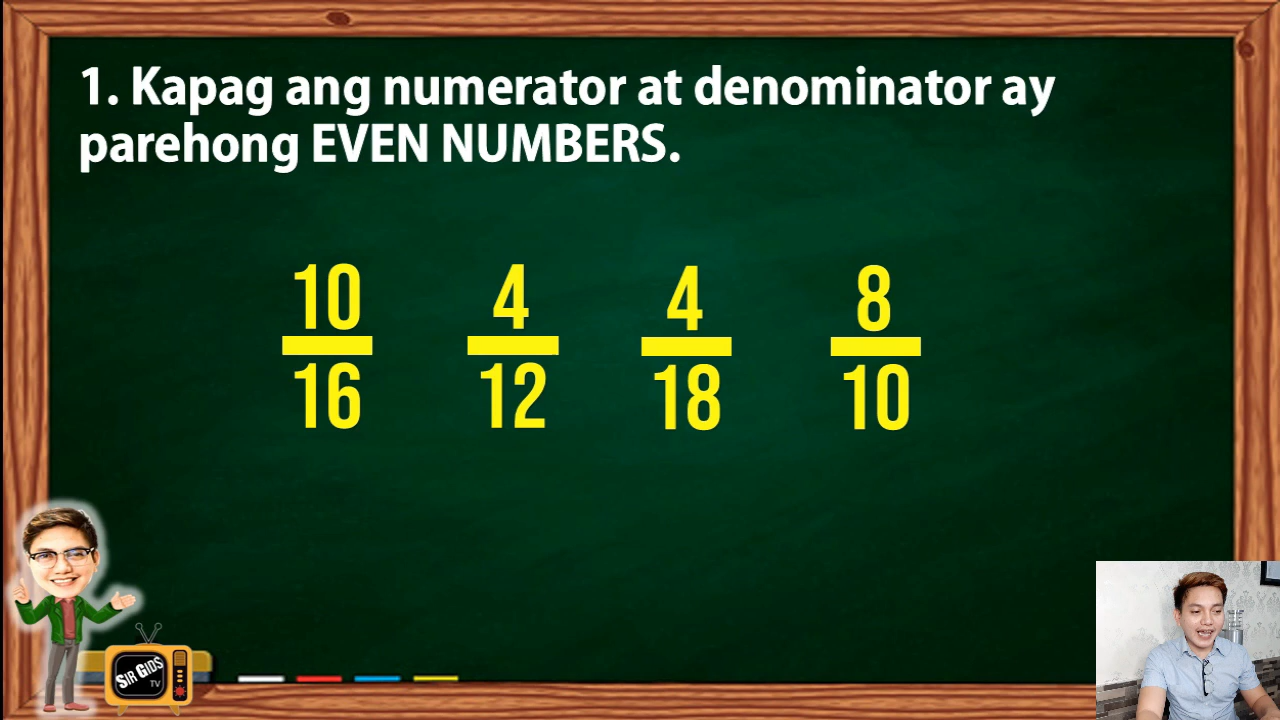 1. Kapag ang numerator at denominator ay
parehong EVEN NUMBERS.
10 4 4 8
16 12 18 10
SIR GIDS
TV